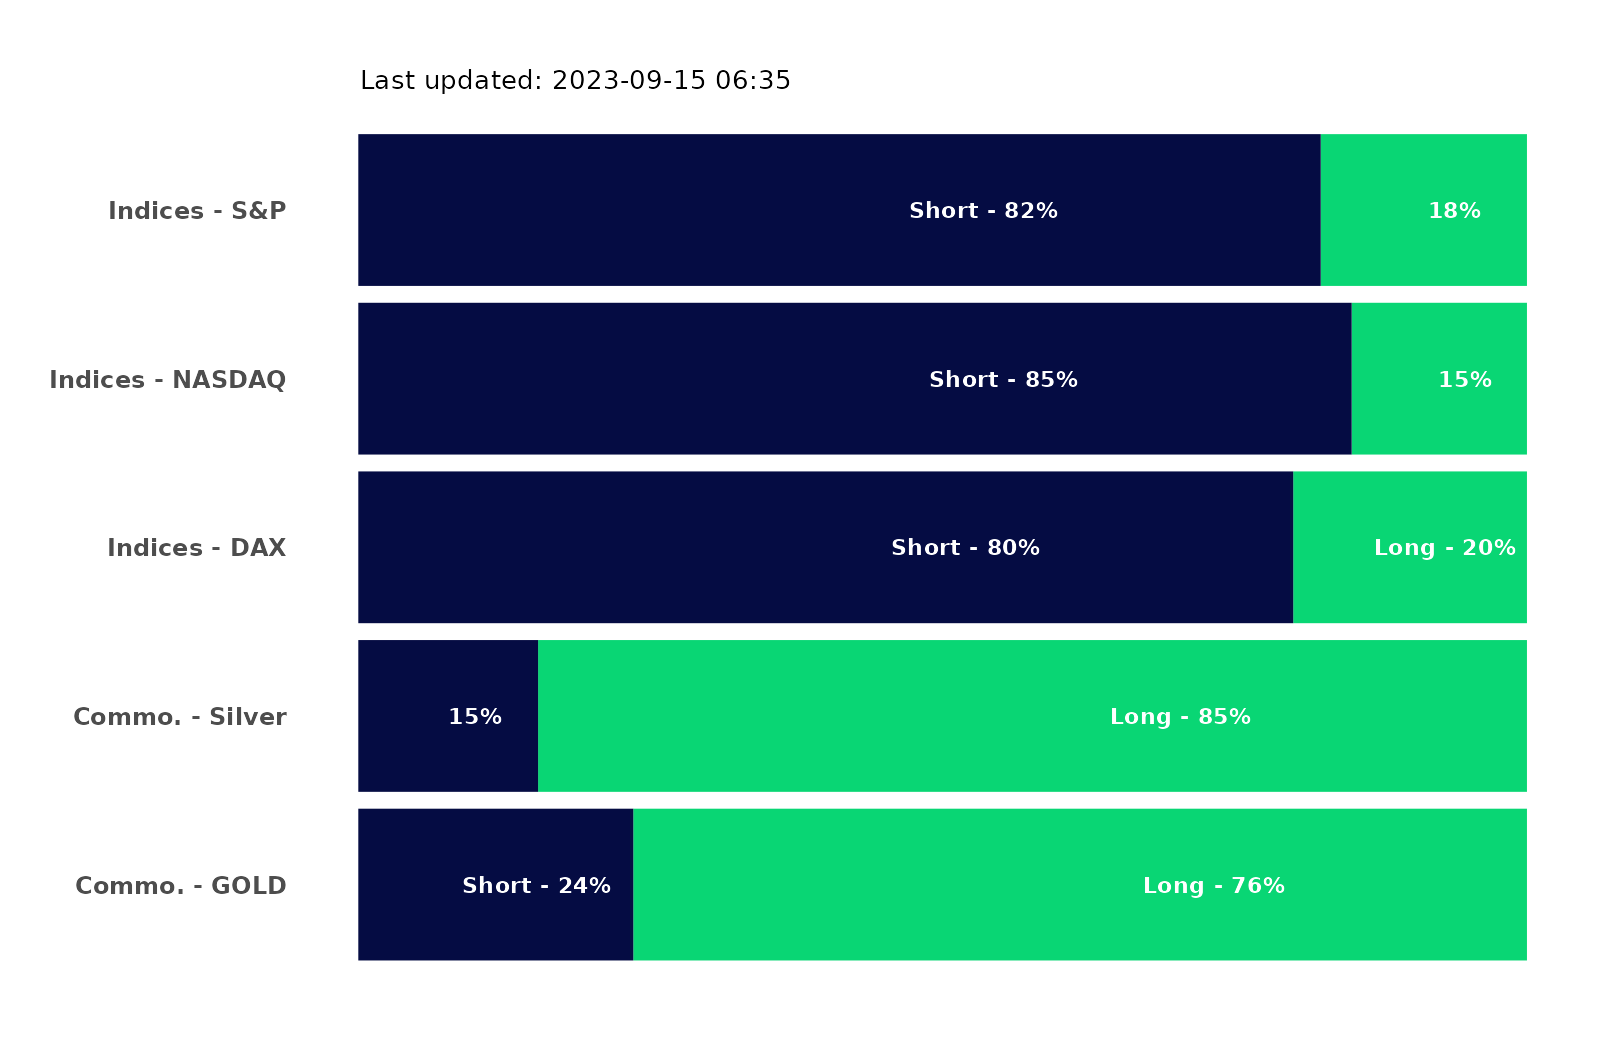 Last updated: 2023-09-15 06:35
Indices - S&P Short - 82% 18%
Indices - NASDAQ Short - 85% 15%
Indices - DAX Short - 80% Long - 20%
Commo. - Silver 15% Long - 85%
Commo. - GOLD Short - 24% Long - 76%